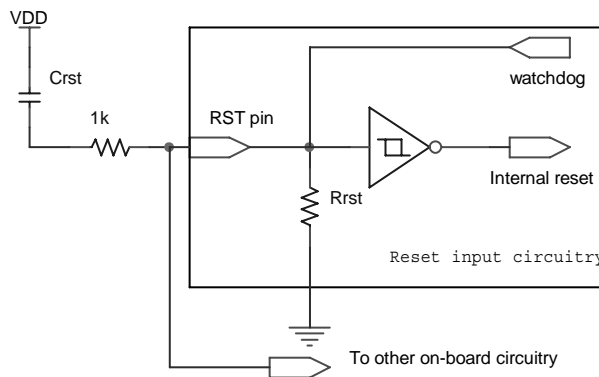 VDD
Crst
1k
RST pin
watchdog
Internal reset
Rrst
Reset input circuitry
To other on-board circuitry